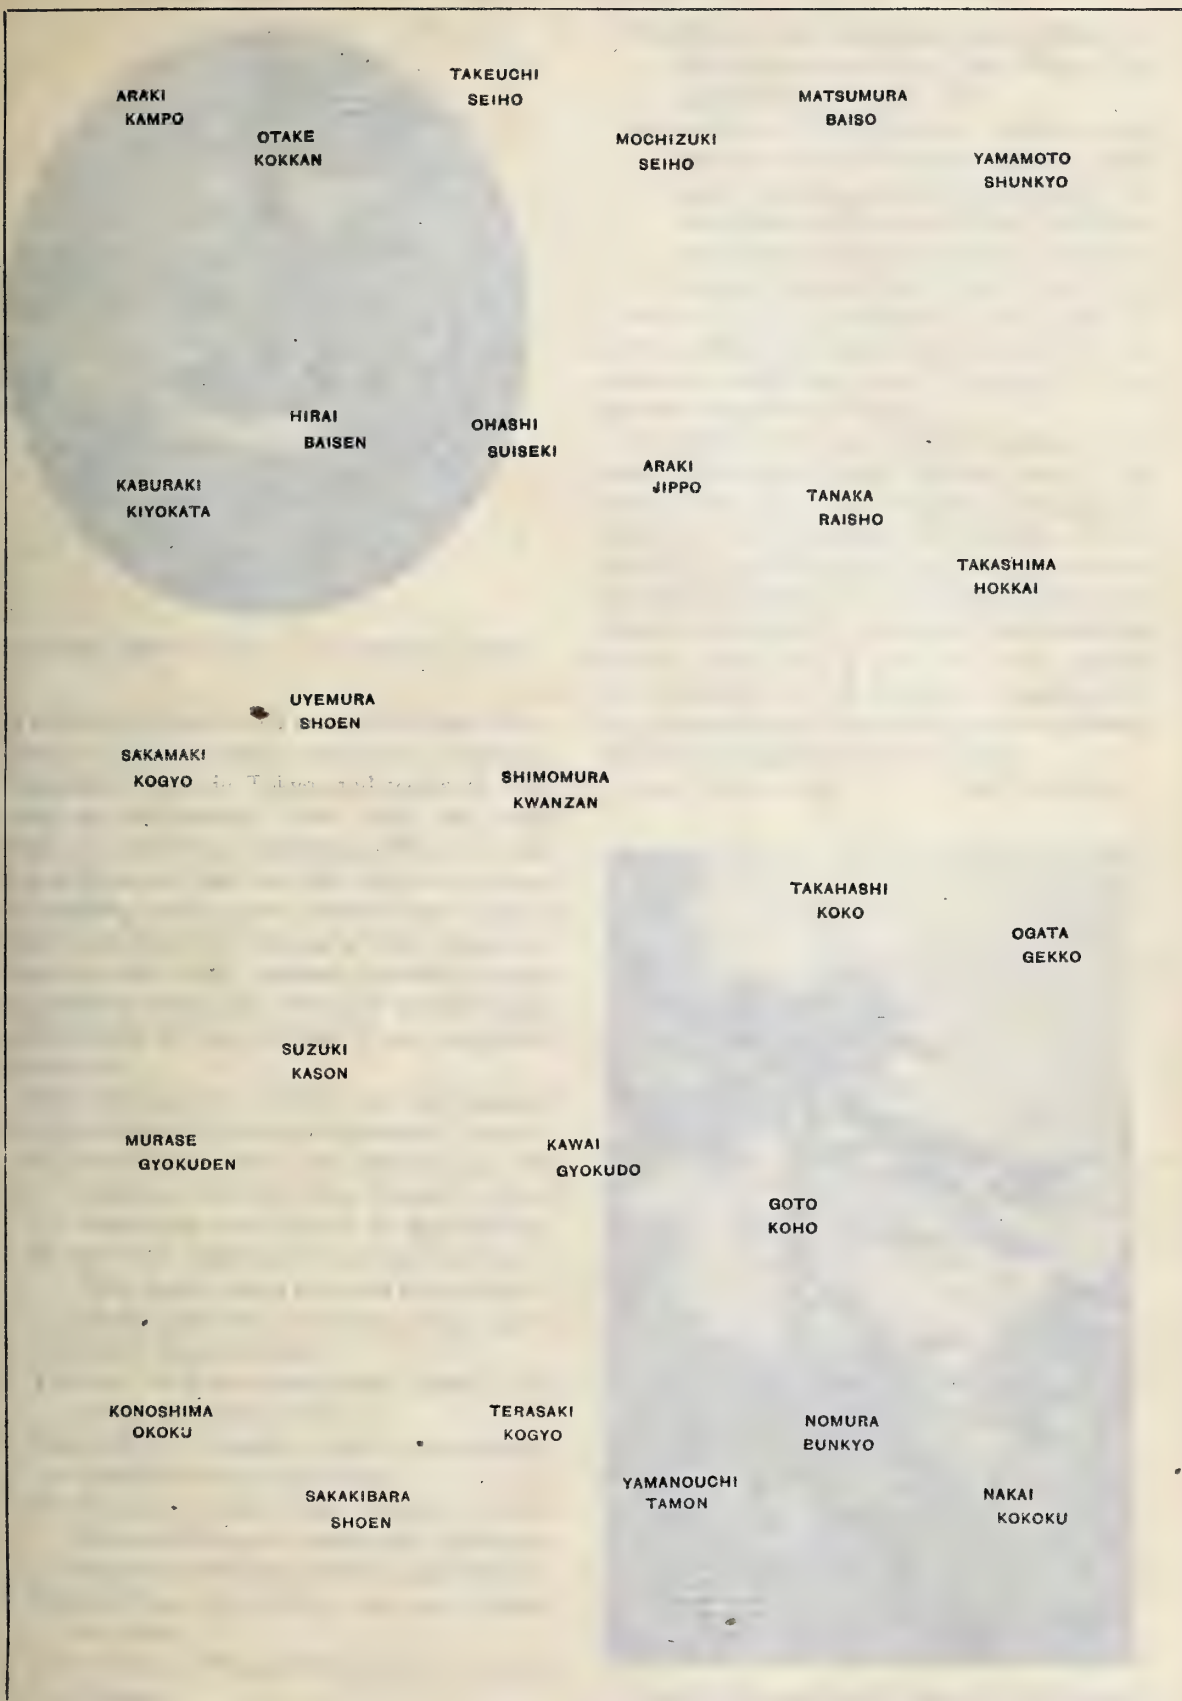 ARAKI
KAMPO
OTAKE
KOKKAN
TAKEUCHI
SEIHO
MOCHIZUKI
SEIHO
MATSUMURA
BAISO
YAMAMOTO
SHUNKYO
HIRAI
BAISEN
OHASHI
SUISEKI
KABURAKI
KIYOKATA
ARAKI
JIPPO
TANAKA
RAISHO
TAKASHIMA
HOKKAI
UYEMURA
SHOEN
SAKAMAKI
KOGYO
SHIMOMURA
KWANZAN
TAKAHASHI
KOKO
OGATA
GEKKO
SUZUKI
KASON
MURASE
GYOKUDEN
KAWAI
GYOKUDO
GOTO
KOHO
KONOSHIMA
OKOKU
TERASAKI
KOGYO
SAKAKIBARA
SHOEN
NOMURA
BUNKYO
YAMANOUCHI
TAMON
NAKAI
KOKOKU